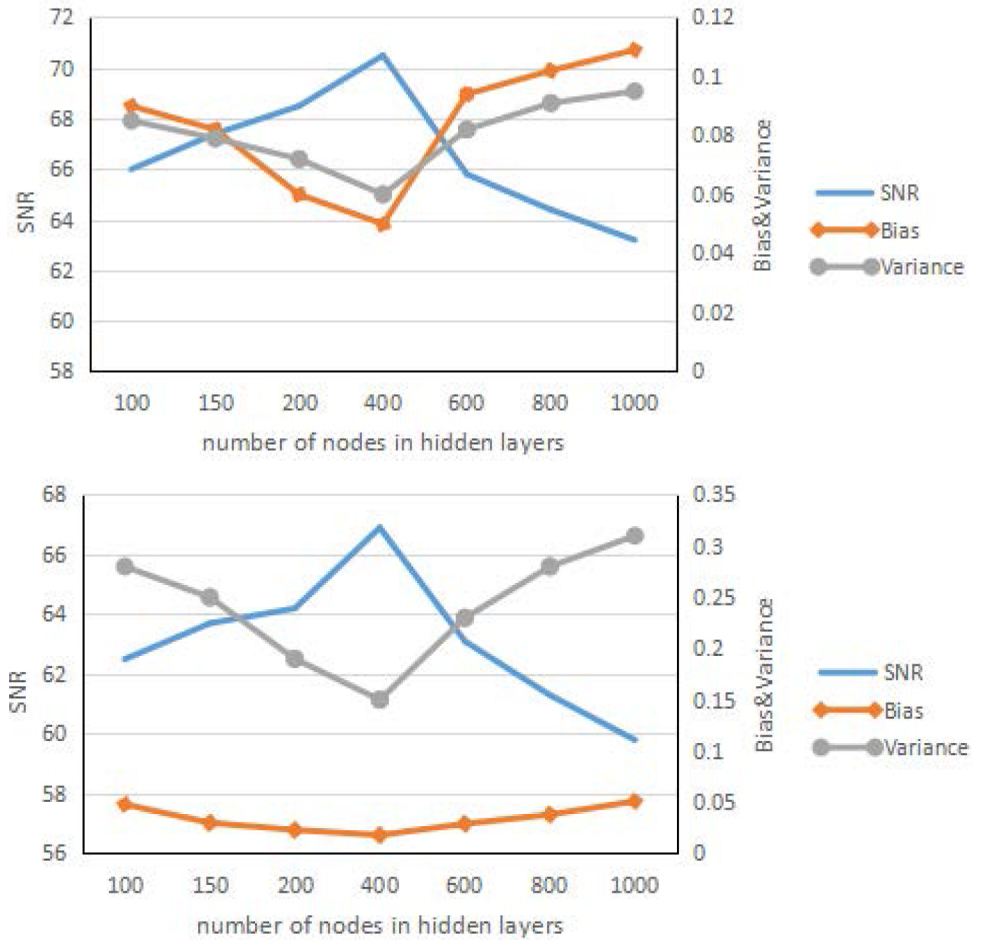 72
70
68
66
64
62
60
58
SNR
0.12
0.1
0.08
0.06
0.04
0.02
0
Bias&Variance
100 150 200 400 600 800 1000
number of nodes in hidden layers
SNR
Bias
Variance
68
66
64
62
60
58
56
SNR
0.35
0.3
0.25
0.2
0.15
0.1
0.05
0
Bias&Variance
100 150 200 400 600 800 1000
number of nodes in hidden layers
SNR
Bias
Variance